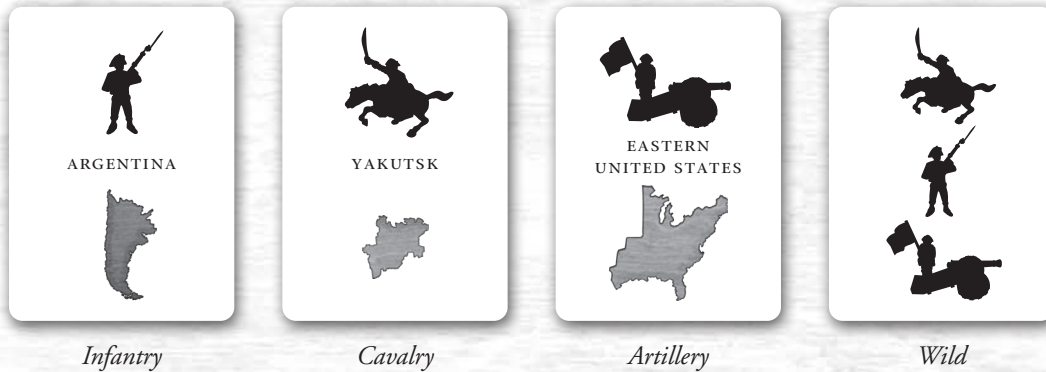 ARGENTINA
YAKUTSK
EASTERN
UNITED STATES
Infantry
Cavalry
Artillery
Wild